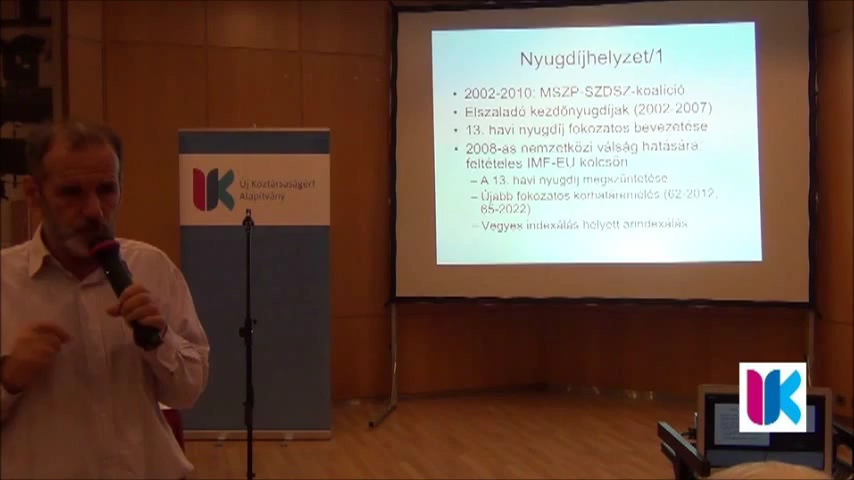 Nyugdíjhelyzet/1
• 2002-2010: MSZP-SZDSZ-koalíció
• Elszaladó kezdőnyugdíjak (2002-2007)
• 13. havi nyugdíj fokozatos bevezetése
• 2008-as nemzetközi válság hatására:
feltételes IMF-EU kölcsön
– A 13. havi nyugdíj megszüntetése
– Újabb fokozatos korhatáremelés (62-2012,
65-2022)
– Vegyes indexálás helyett árindexálás
Új Köztársaságért
Alapítvány